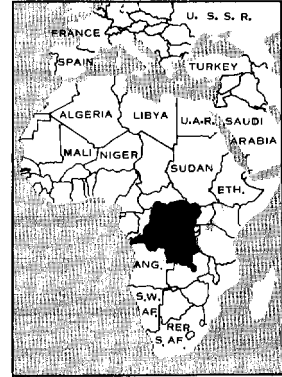 U. S. S. R.
FRANCE
SPAIN
TURKEY
ALGERIA
LIBYA
U.A.R.
SAUDI
ARABIA
MALI
NIGER
SUDAN
ETH.
ANG.
S.W.
AF.
REP.
S. AF.